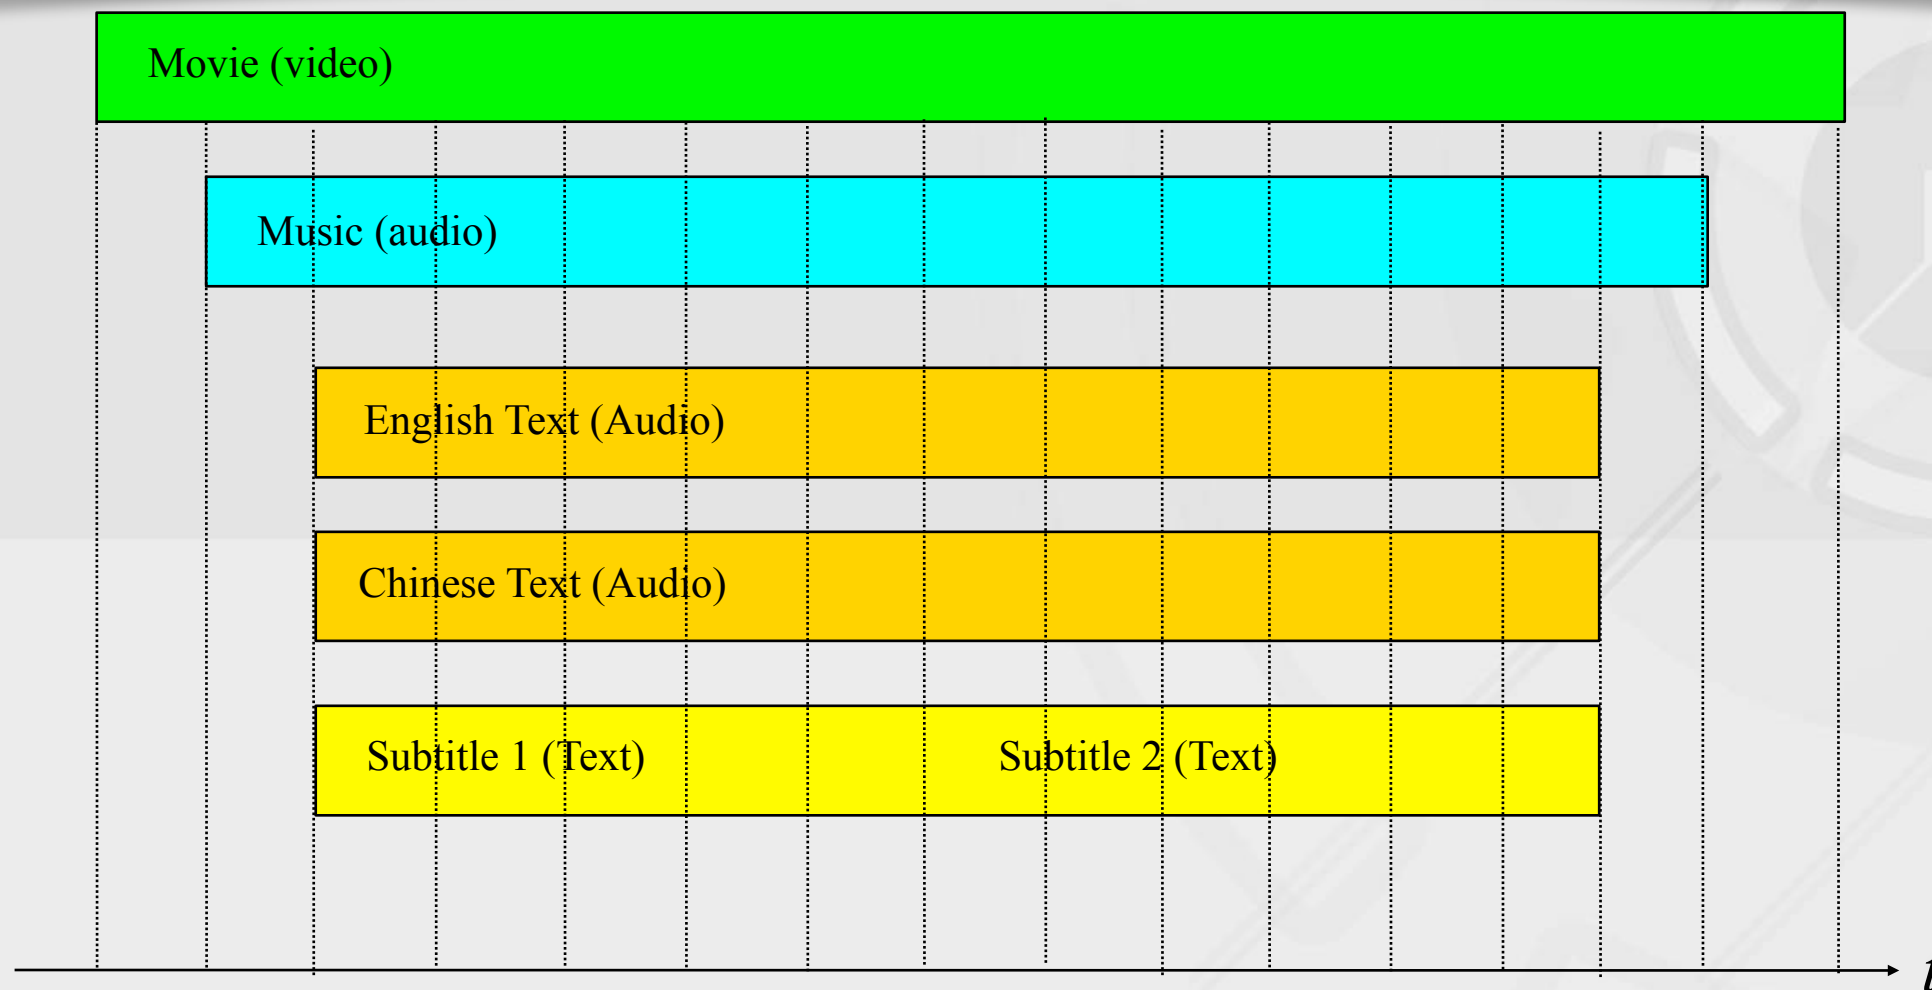 Movie (video)
Music (audio)
English Text (Audio)
Chinese Text (Audio)
Subtitle 1 (Text) Subtitle 2 (Text)
t